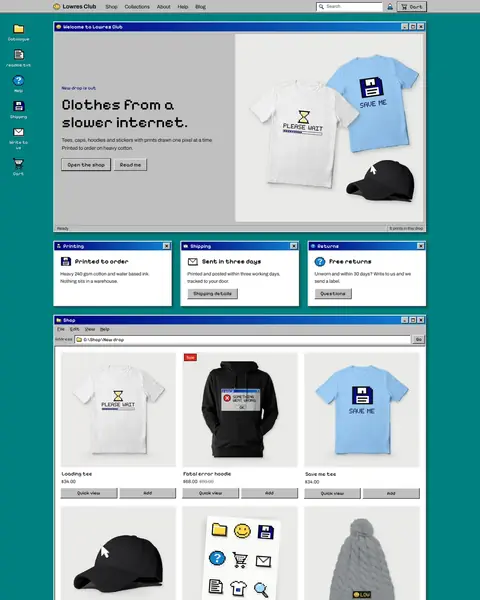 Lowres Club Shop Collections About Help Blog Search Cart
Catalogue
readme.txt
Help
Shipping
Write to us
Cart
Welcome to Lowres Club
New drop is out
Clothes from a
slower internet.
Tees, caps, hoodies and stickers with prints drawn one pixel at a time.
Printed to order on heavy cotton.
Open the shop Read me
PLEASE WAIT
SAVE ME
Ready
Printing
Printed to order
Heavy 240 gsm cotton and water based ink.
Nothing sits in a warehouse.
Shipping
Sent in three days
Printed and posted within three working days,
tracked to your door.
Shipping details
Returns
Free returns
Unworn and within 30 days? Write to us and we
send a label.
Questions
Shop
File Edit View Help
C:\Shop\New drop Go
PLEASE WAIT
Sale
SOMETHING
WENT WRONG
OK
SAVE ME
Loading tee
$34.00
Quick view Add
Fatal error hoodie
$68.00
Quick view Add
Save me tee
$34.00
Quick view Add
LOW